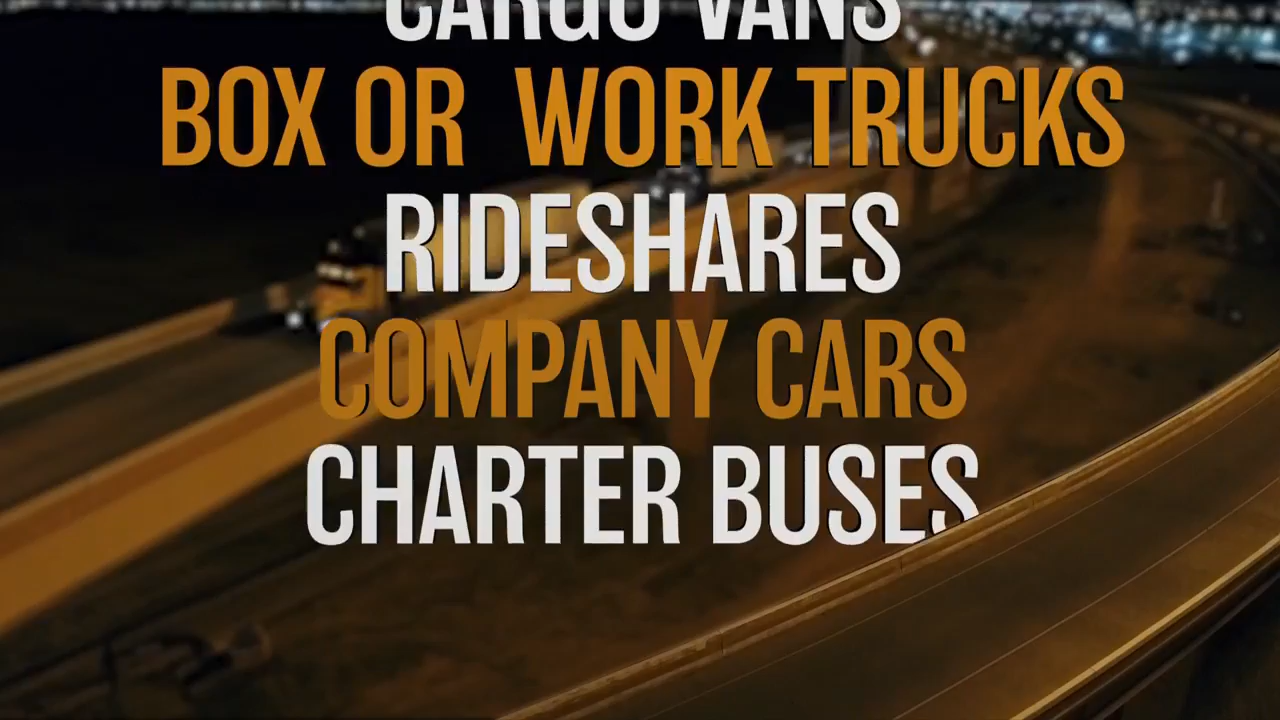 CARGO VANS
BOX OR  WORK TRUCKS
RIDESHARES
COMPANY CARS
CHARTER BUSES